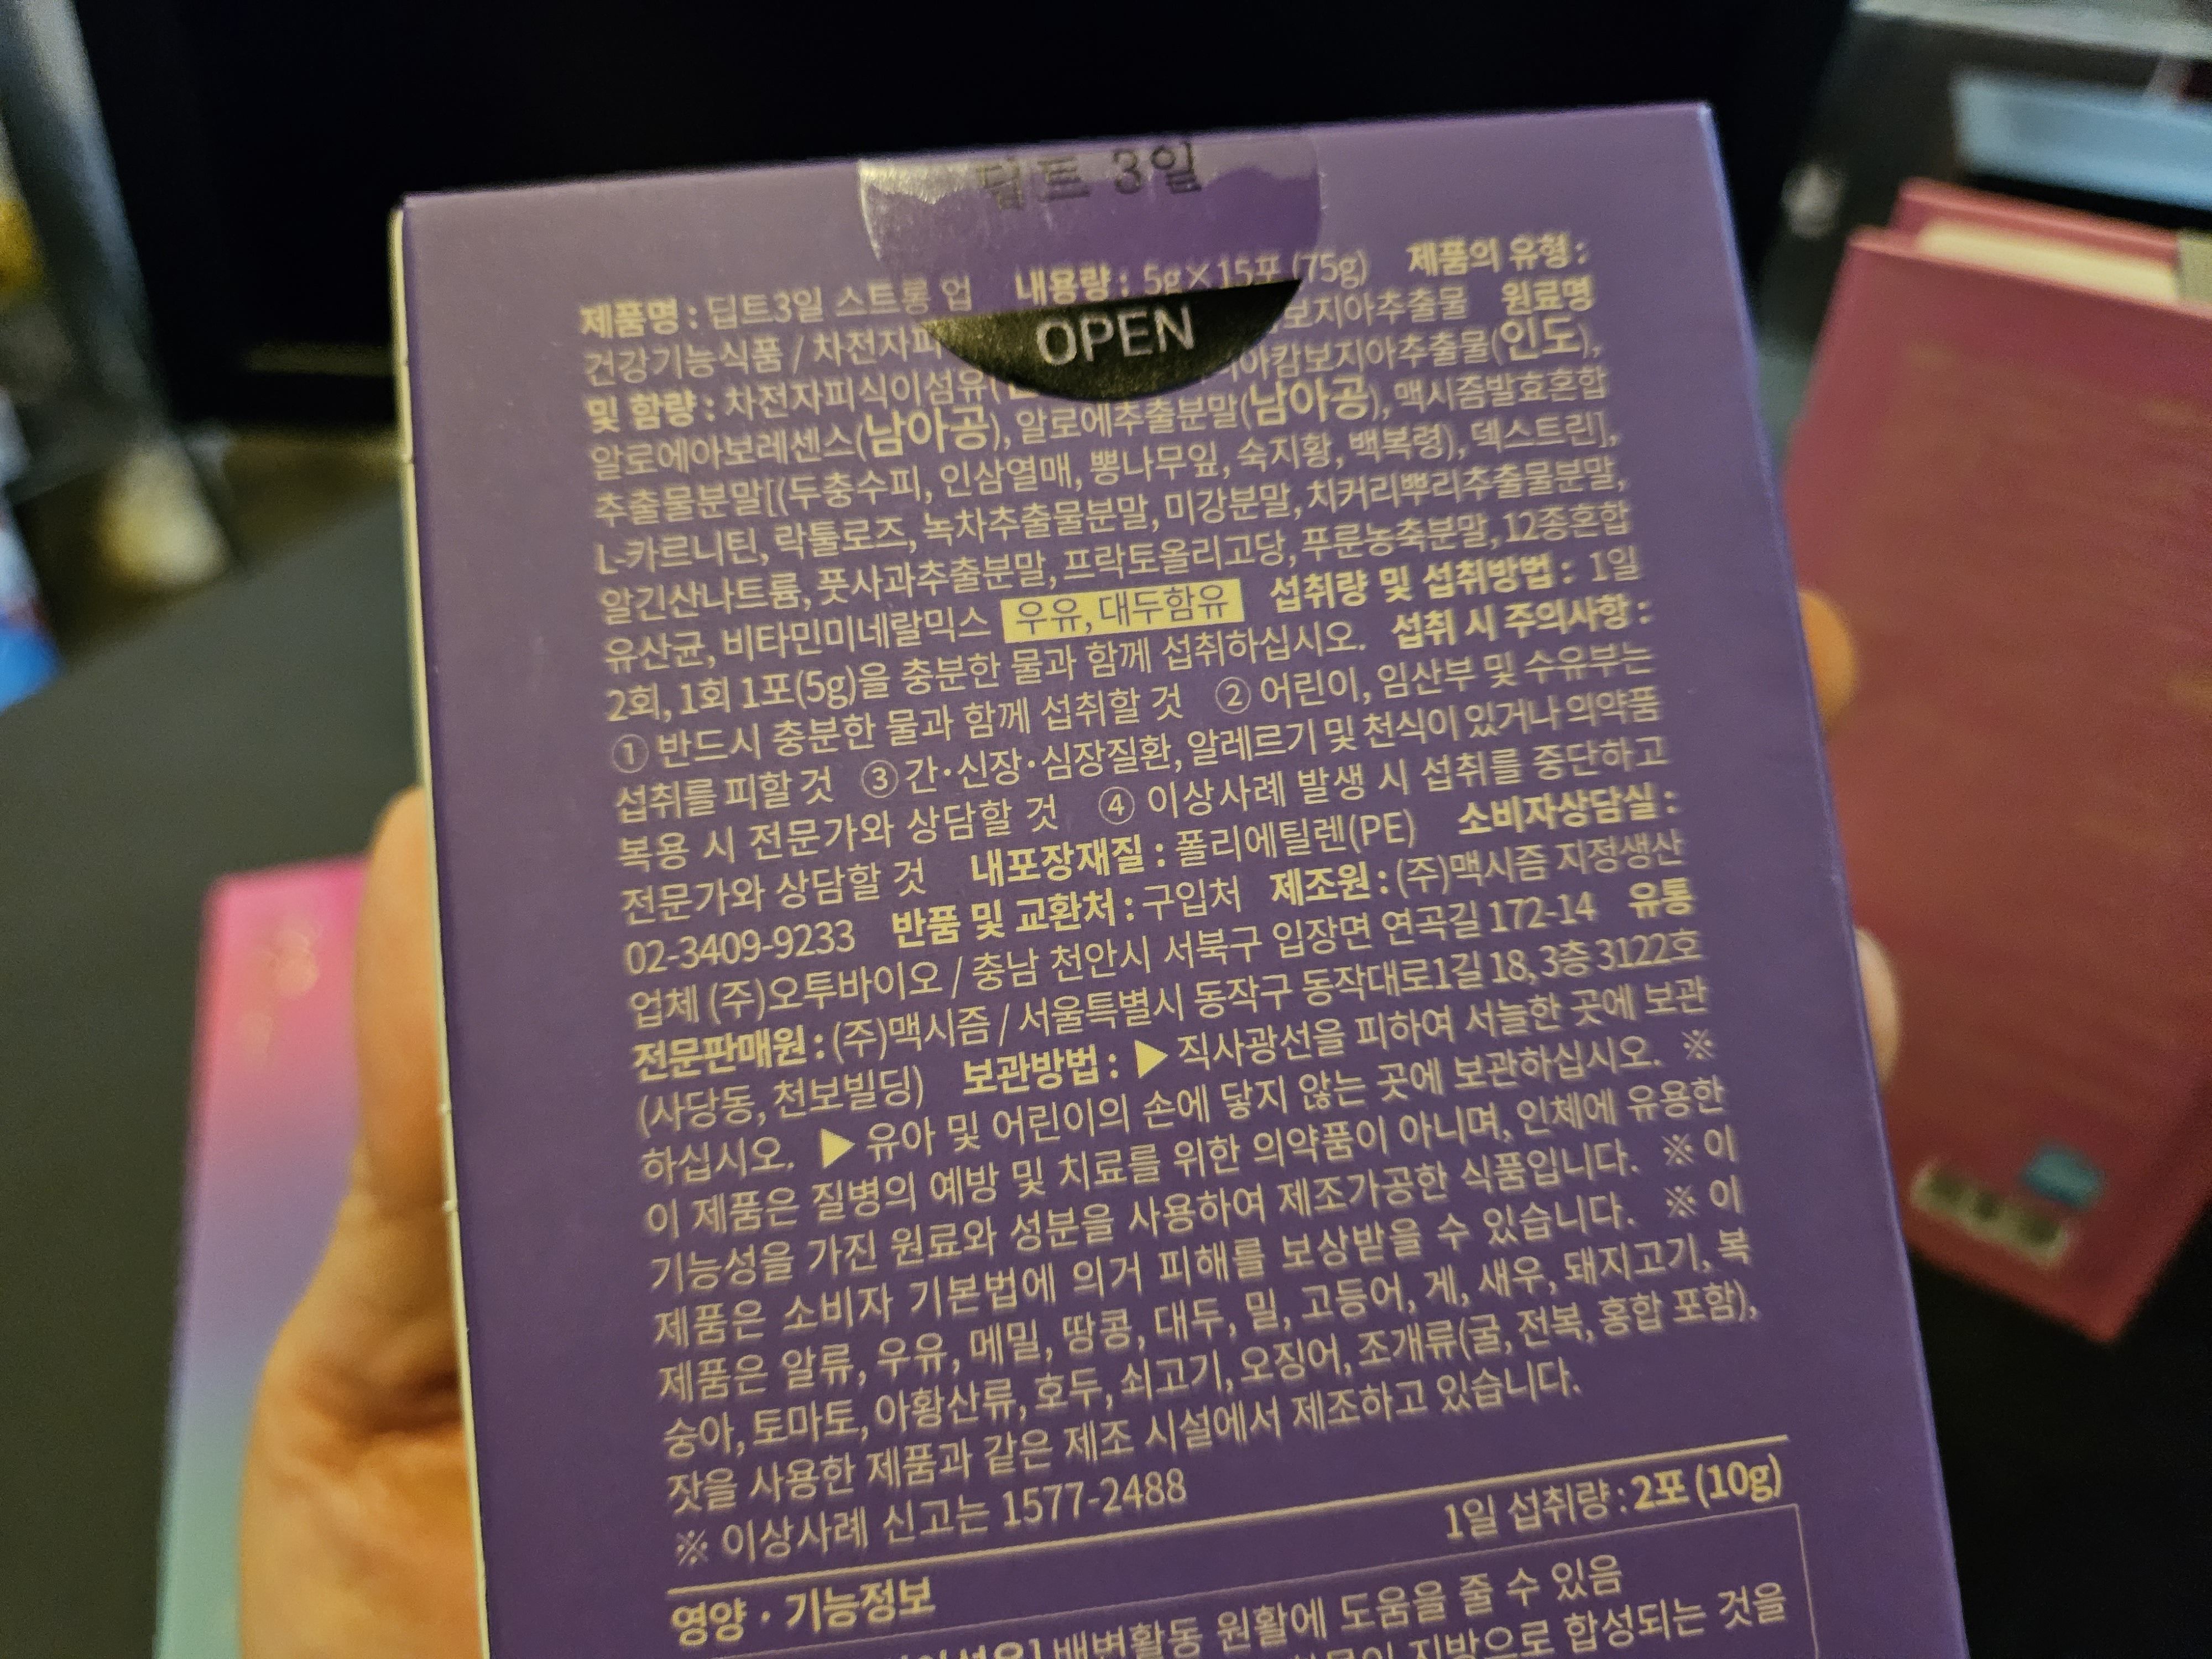 딥트 3일
OPEN
제품명 : 딥트3일 스트롱 업 내용량 : 5g×15포 (75g) 제품의 유형 :
건강기능식품 / 차전자피 보지아추출물 원료명
및 함량 : 차전자피식이섬유( 아캄보지아추출물(인도),
알로에아보레센스(남아공), 알로에추출분말(남아공), 맥시즘발효혼합
추출물분말[(두충수피, 인삼열매, 뽕나무잎, 숙지황, 백복령), 덱스트린],
L-카르니틴, 락툴로즈, 녹차추출물분말, 미강분말, 치커리뿌리추출물분말,
알긴산나트륨, 풋사과추출분말, 프락토올리고당, 푸룬농축분말, 12종혼합
유산균, 비타민미네랄믹스 우유, 대두함유 섭취량 및 섭취방법 : 1일
2회, 1회 1포(5g)을 충분한 물과 함께 섭취하십시오. 섭취 시 주의사항 :
① 반드시 충분한 물과 함께 섭취할 것 ② 어린이, 임산부 및 수유부는
섭취를 피할 것 ③ 간·신장·심장질환, 알레르기 및 천식이 있거나 의약품
복용 시 전문가와 상담할 것 ④ 이상사례 발생 시 섭취를 중단하고
전문가와 상담할 것 내포장재질 : 폴리에틸렌(PE) 소비자상담실 :
02-3409-9233 반품 및 교환처 : 구입처 제조원 : (주)맥시즘 지정생산
업체 (주)오투바이오 / 충남 천안시 서북구 입장면 연곡길 172-14 유통
전문판매원 : (주)맥시즘 / 서울특별시 동작구 동작대로1길 18, 3층 3122호
(사당동, 천보빌딩) 보관방법 : ▶ 직사광선을 피하여 서늘한 곳에 보관
하십시오. ▶ 유아 및 어린이의 손에 닿지 않는 곳에 보관하십시오. ※
이 제품은 질병의 예방 및 치료를 위한 의약품이 아니며, 인체에 유용한
기능성을 가진 원료와 성분을 사용하여 제조가공한 식품입니다. ※ 이
제품은 소비자 기본법에 의거 피해를 보상받을 수 있습니다. ※ 이
제품은 알류, 우유, 메밀, 땅콩, 대두, 밀, 고등어, 게, 새우, 돼지고기, 복
숭아, 토마토, 아황산류, 호두, 쇠고기, 오징어, 조개류(굴, 전복, 홍합 포함),
잣을 사용한 제품과 같은 제조 시설에서 제조하고 있습니다.
※ 이상사례 신고는 1577-2488
영양 · 기능정보 1일 섭취량 : 2포 (10g)
배변활동 원활에 도움을 줄 수 있음
지방으로 합성되는 것을